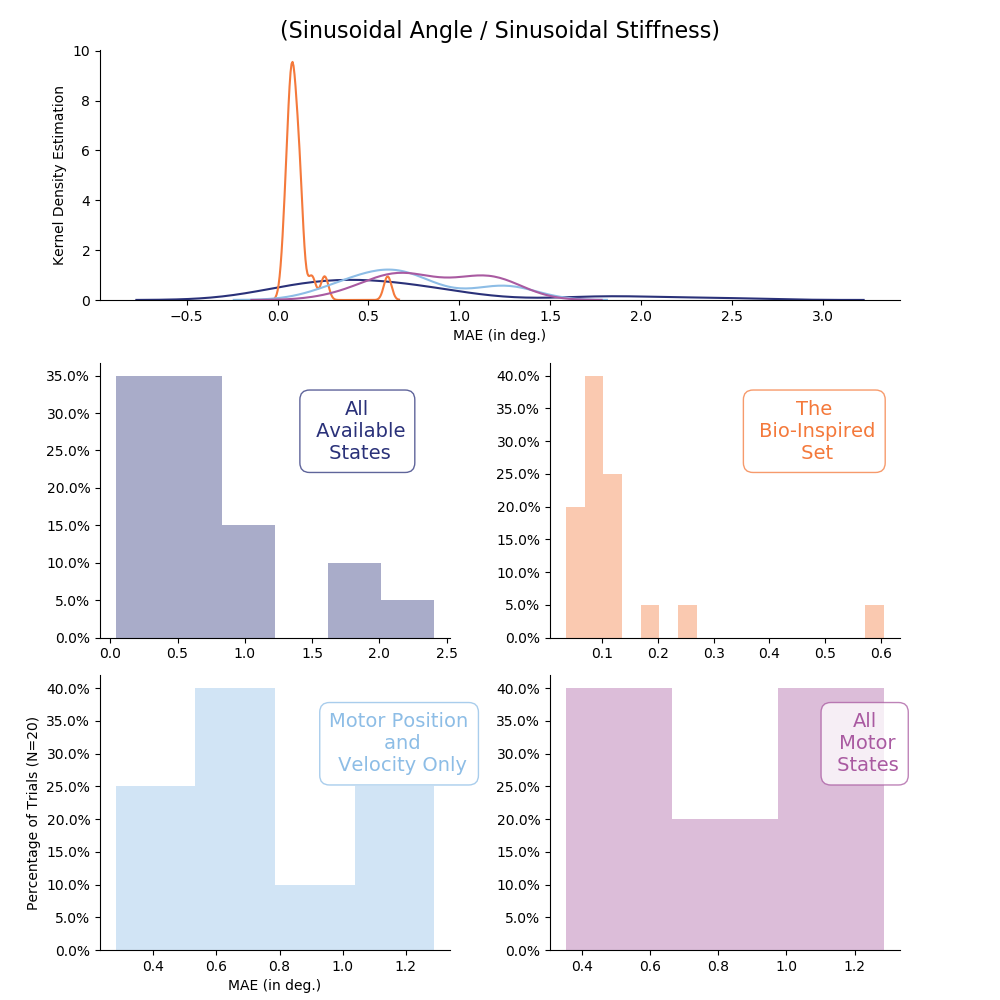 (Sinusoidal Angle / Sinusoidal Stiffness)
Kernel Density Estimation
10
8
6
4
2
0
−0.5 0.0 0.5 1.0 1.5 2.0 2.5 3.0
MAE (in deg.)
35.0%
30.0%
25.0%
20.0%
15.0%
10.0%
5.0%
0.0%
All
Available
States
0.0 0.5 1.0 1.5 2.0 2.5
40.0%
35.0%
30.0%
25.0%
20.0%
15.0%
10.0%
5.0%
0.0%
The
Bio-Inspired
Set
0.1 0.2 0.3 0.4 0.5 0.6
Percentage of Trials (N=20)
40.0%
35.0%
30.0%
25.0%
20.0%
15.0%
10.0%
5.0%
0.0%
Motor Position
and
Velocity Only
0.4 0.6 0.8 1.0 1.2
MAE (in deg.)
40.0%
35.0%
30.0%
25.0%
20.0%
15.0%
10.0%
5.0%
0.0%
All
Motor
States
0.4 0.6 0.8 1.0 1.2